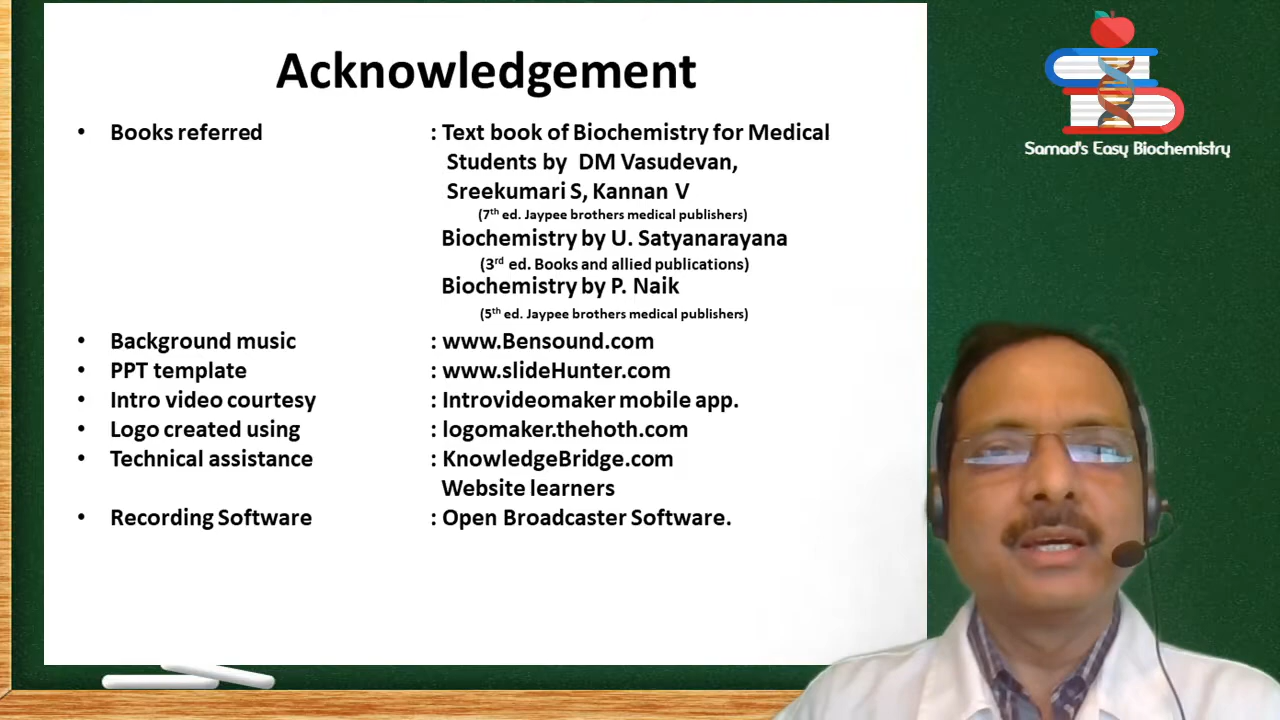 Acknowledgement
• Books referred : Text book of Biochemistry for Medical
Students by DM Vasudevan,
Sreekumari S, Kannan V
(7th ed. Jaypee brothers medical publishers)
Biochemistry by U. Satyanarayana
(3rd ed. Books and allied publications)
Biochemistry by P. Naik
(5th ed. Jaypee brothers medical publishers)
• Background music : www.Bensound.com
• PPT template : www.slideHunter.com
• Intro video courtesy : Introvideomaker mobile app.
• Logo created using : logomaker.thehoth.com
• Technical assistance : KnowledgeBridge.com
Website learners
• Recording Software : Open Broadcaster Software.
Samad's Easy Biochemistry